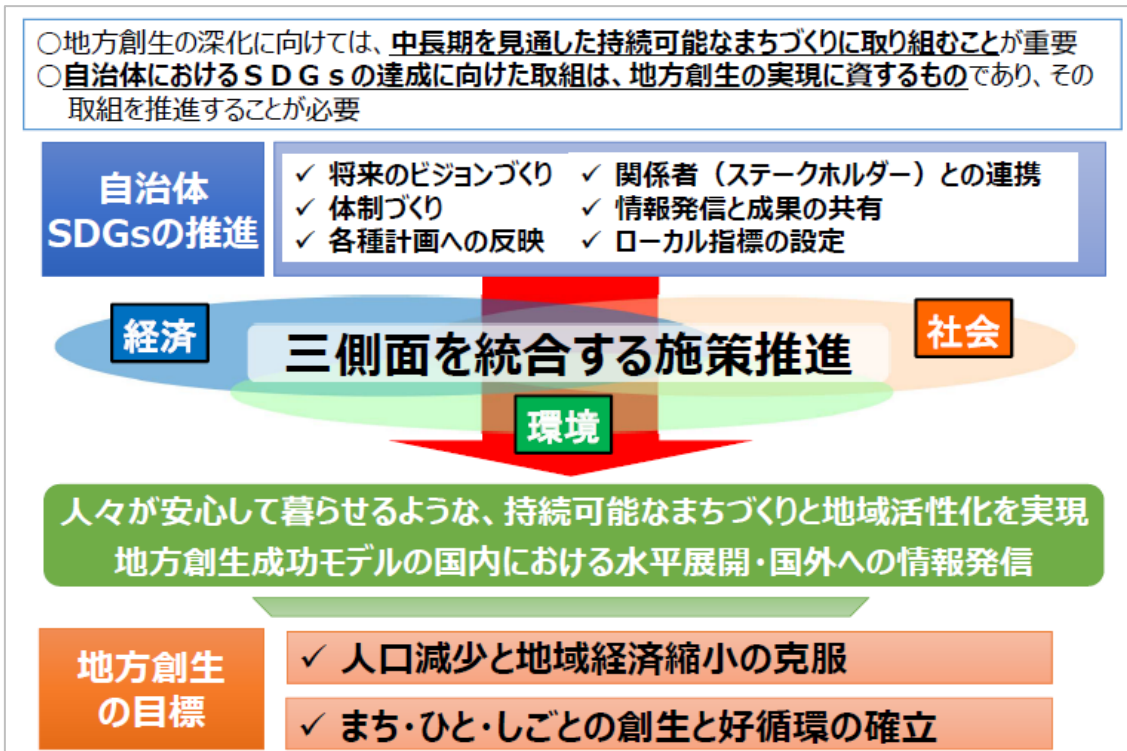 ○地方創生の深化に向けては、中長期を見通した持続可能なまちづくりに取り組むことが重要
○自治体におけるSDGsの達成に向けた取組は、地方創生の実現に資するものであり、その
取組を推進することが必要
自治体
SDGsの推進
✓ 将来のビジョンづくり
✓ 体制づくり
✓ 各種計画への反映
✓ 関係者（ステークホルダー）との連携
✓ 情報発信と成果の共有
✓ ローカル指標の設定
経済
社会
三側面を統合する施策推進
環境
人々が安心して暮らせるような、持続可能なまちづくりと地域活性化を実現
地方創生成功モデルの国内における水平展開・国外への情報発信
地方創生
の目標
✓ 人口減少と地域経済縮小の克服
✓ まち・ひと・しごとの創生と好循環の確立